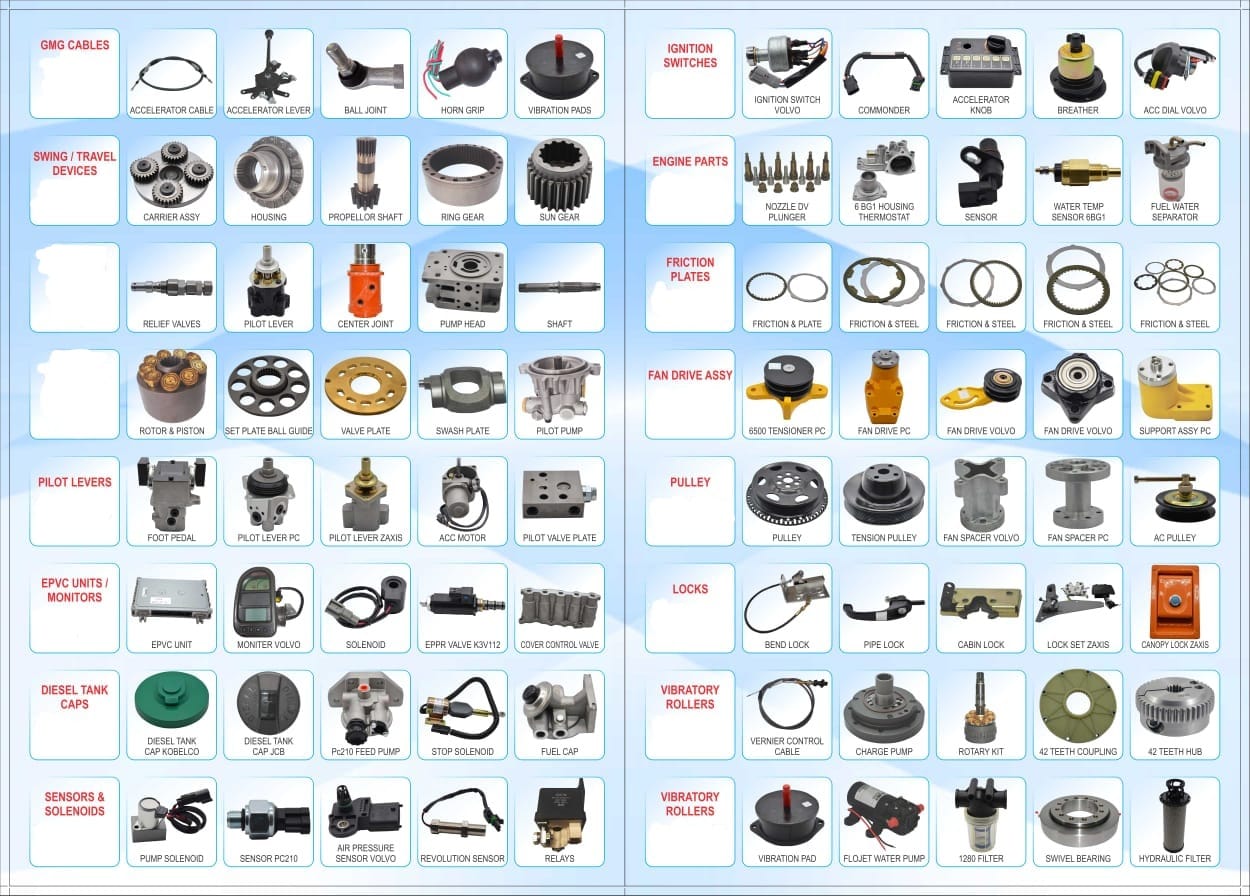 GMG CABLES
ACCELERATOR CABLE
ACCELERATOR LEVER
BALL JOINT
HORN GRIP
VIBRATION PADS
SWING / TRAVEL
DEVICES
CARRIER ASSY
HOUSING
PROPELLOR SHAFT
RING GEAR
SUN GEAR
RELIEF VALVES
PILOT LEVER
CENTER JOINT
PUMP HEAD
SHAFT
ROTOR & PISTON
SET PLATE BALL GUIDE
VALVE PLATE
SWASH PLATE
PILOT PUMP
PILOT LEVERS
FOOT PEDAL
PILOT LEVER PC
PILOT LEVER ZAXIS
ACC MOTOR
PILOT VALVE PLATE
EPVC UNITS /
MONITORS
EPVC UNIT
MONITER VOLVO
SOLENOID
EPPR VALVE K3V112
COVER CONTROL VALVE
DIESEL TANK
CAPS
DIESEL TANK
CAP KOBELCO
DIESEL TANK
CAP JCB
Pc210 FEED PUMP
STOP SOLENOID
FUEL CAP
SENSORS &
SOLENOIDS
PUMP SOLENOID
SENSOR PC210
AIR PRESSURE
SENSOR VOLVO
REVOLUTION SENSOR
RELAYS
IGNITION
SWITCHES
IGNITION SWITCH
VOLVO
COMMONDER
ACCELERATOR
KNOB
BREATHER
ACC DIAL VOLVO
ENGINE PARTS
NOZZLE DV
PLUNGER
6 BG1 HOUSING
THERMOSTAT
SENSOR
WATER TEMP
SENSOR 6BG1
FUEL WATER
SEPARATOR
FRICTION
PLATES
FRICTION & PLATE
FRICTION & STEEL
FRICTION & STEEL
FRICTION & STEEL
FRICTION & STEEL
FAN DRIVE ASSY
6500 TENSIONER PC
FAN DRIVE PC
FAN DRIVE VOLVO
FAN DRIVE VOLVO
SUPPORT ASSY PC
PULLEY
PULLEY
TENSION PULLEY
FAN SPACER VOLVO
FAN SPACER PC
AC PULLEY
LOCKS
BEND LOCK
PIPE LOCK
CABIN LOCK
LOCK SET ZAXIS
CANOPY LOCK ZAXIS
VIBRATORY
ROLLERS
VERNIER CONTROL
CABLE
CHARGE PUMP
ROTARY KIT
42 TEETH COUPLING
42 TEETH HUB
VIBRATORY
ROLLERS
VIBRATION PAD
FLOJET WATER PUMP
1280 FILTER
SWIVEL BEARING
HYDRAULIC FILTER